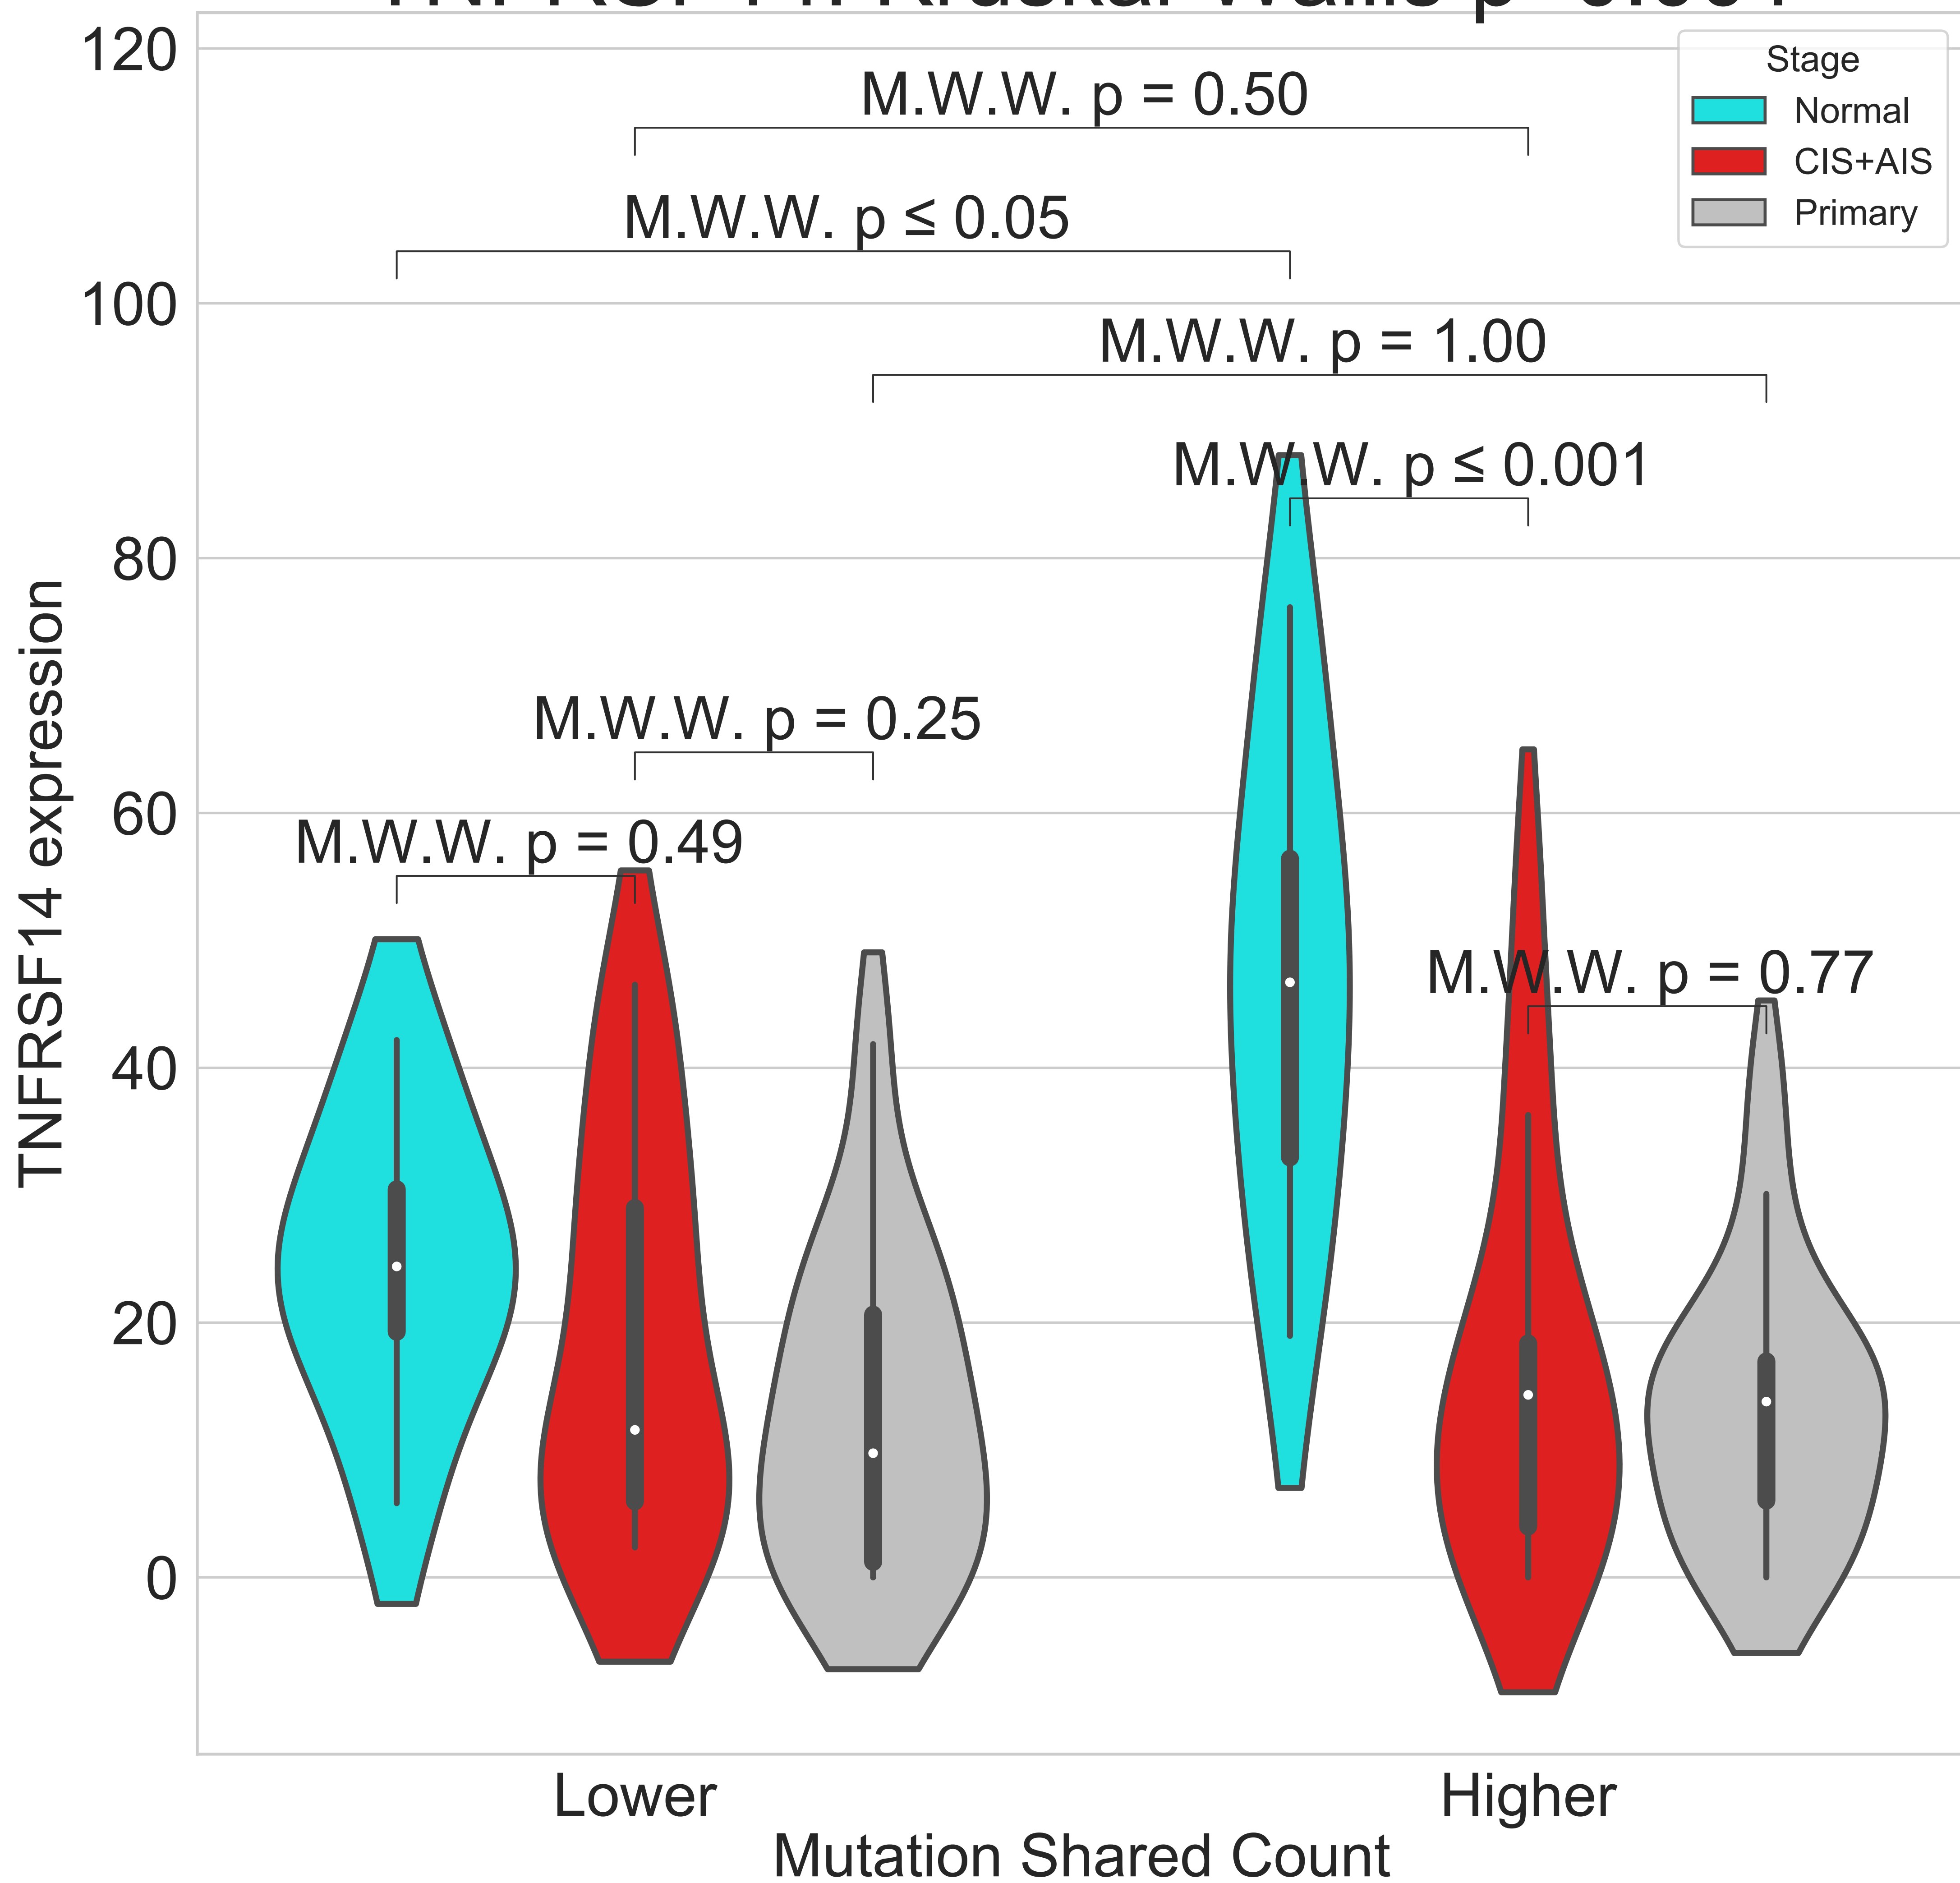 120
100
80
60
40
20
0
TNFRSF14 expression
M.W.W. p = 0.50
M.W.W. p ≤ 0.05
M.W.W. p = 1.00
M.W.W. p ≤ 0.001
M.W.W. p = 0.25
M.W.W. p = 0.49
M.W.W. p = 0.77
Stage
Normal
CIS+AIS
Primary
Lower
Higher
Mutation Shared Count